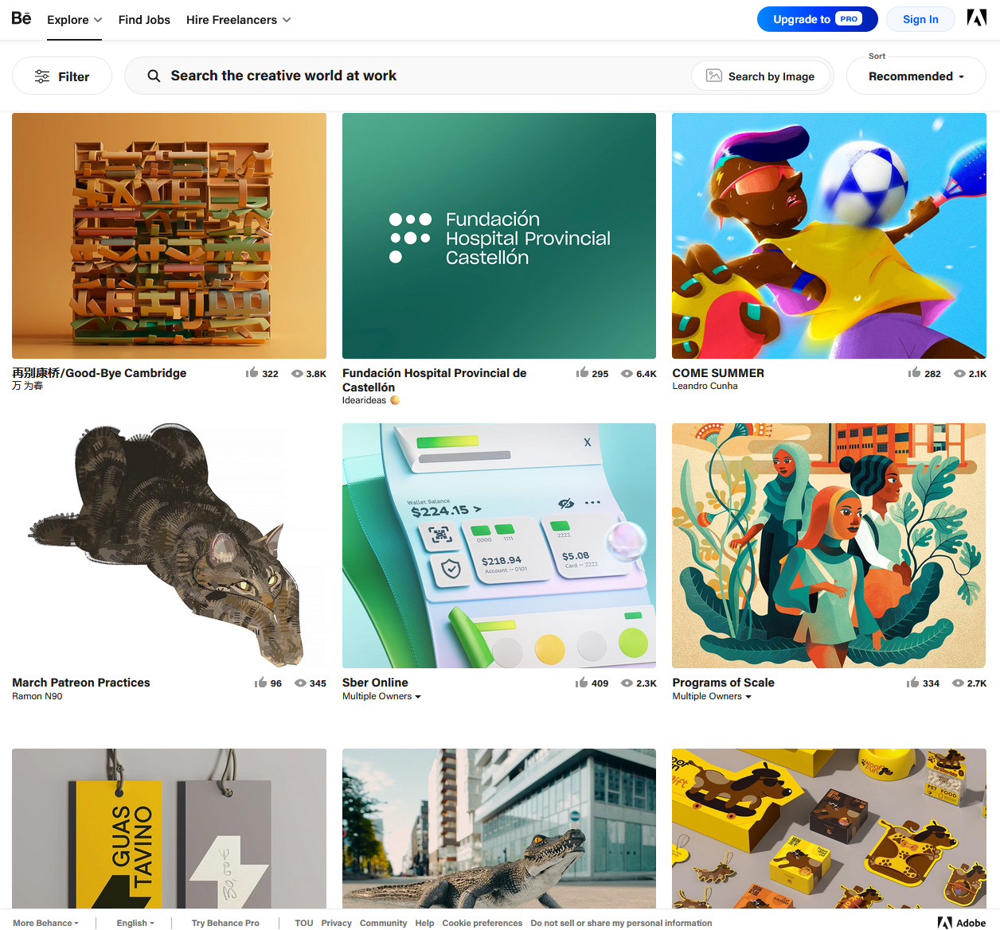 Bē
Explore
Find Jobs
Hire Freelancers
Upgrade to PRO
Sign In
Filter
Search the creative world at work
Search by Image
Sort
Recommended
Fundación
Hospital Provincial
Castellón
再别康桥/Good-Bye Cambridge
322
3.8K
万 为春
Fundación Hospital Provincial de
Castellón
295
6.4K
Idearideas
COME SUMMER
282
2.1K
Leandro Cunha
X
Wallet Balance
$224.15 >
0000 1111
2222
$218.94
Account •• 0101
$5.08
Card •• 2222
March Patreon Practices
96
345
Ramon N90
Sber Online
409
2.3K
Multiple Owners
Programs of Scale
334
2.7K
Multiple Owners
GUAS
TAVINO
PET FOOD
More Behance
English
Try Behance Pro
TOU
Privacy
Community
Help
Cookie preferences
Do not sell or share my personal information
Adobe